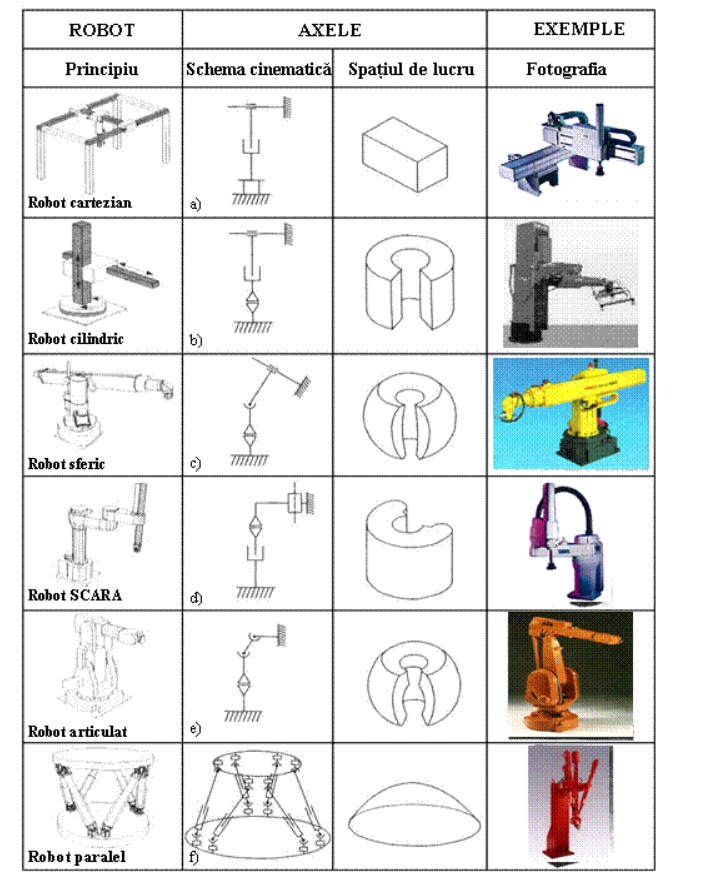 ROBOT AXELE EXEMPLE
Principiu Schema cinematică Spațiul de lucru Fotografia
Robot cartezian a)
Robot cilindric b)
Robot sferic c)
Robot SCARA d)
Robot articulat e)
Robot paralel f)